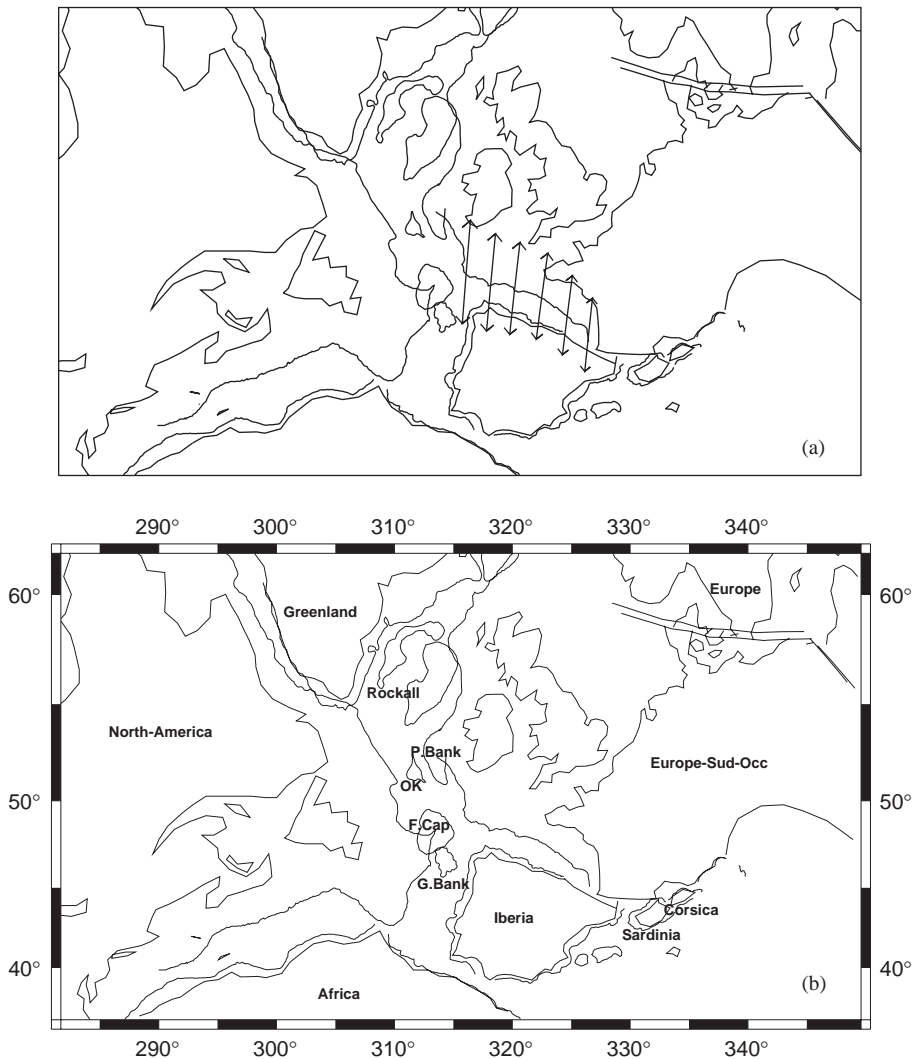 (a)
290° 300° 310° 320° 330° 340°
60° Greenland Europe 60°
Rockall
North-America
P.Bank
Europe-Sud-Occ
OK
50° 50°
F.Cap
G.Bank
Iberia Corsica
Sardinia
40° 40°
Africa (b)
290° 300° 310° 320° 330° 340°